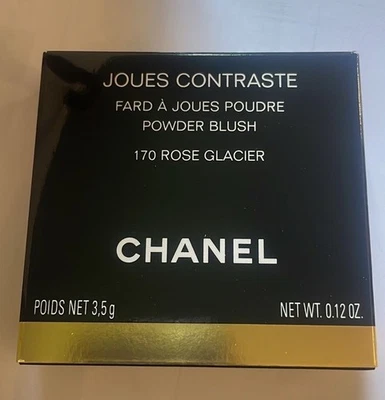 JOUES CONTRASTE
FARD À JOUES POUDRE
POWDER BLUSH
170 ROSE GLACIER
CHANEL
POIDS NET 3,5 g NET WT. 0.12 OZ.